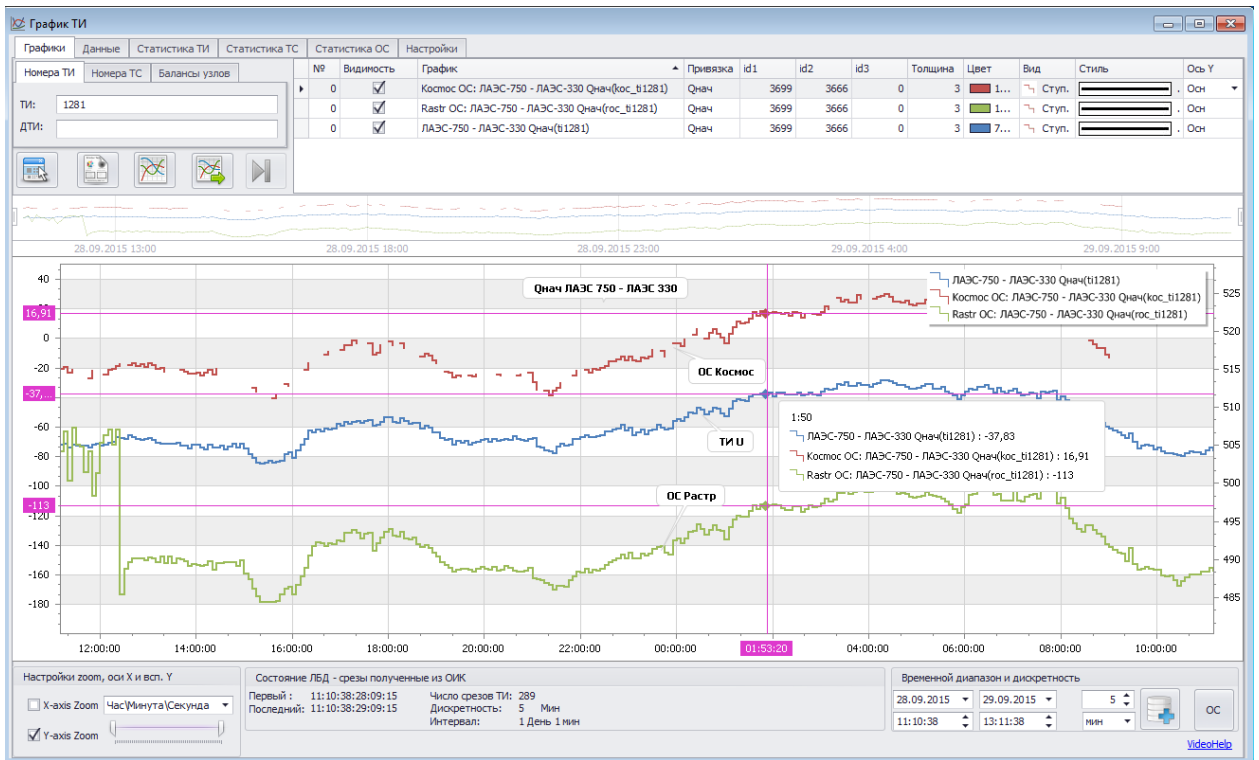 График ТИ
Графики Данные Статистика ТИ Статистика ТС Статистика ОС Настройки
Номера ТИ Номера ТС Балансы узлов
ТИ: 1281
ДТИ:
№ Видимость График Привязка id1 id2 id3 Толщина Цвет Вид Стиль Ось Y
0 Космос ОС: ЛАЭС-750 - ЛАЭС-330 Qнач(koc_ti1281) Qнач 3699 3666 0 3 1... Ступ. . Осн
0 Rastr ОС: ЛАЭС-750 - ЛАЭС-330 Qнач(roc_ti1281) Qнач 3699 3666 0 3 1... Ступ. . Осн
0 ЛАЭС-750 - ЛАЭС-330 Qнач(ti1281) Qнач 3699 3666 0 3 7... Ступ. . Осн
28.09.2015 13:00 28.09.2015 18:00 28.09.2015 23:00 29.09.2015 4:00 29.09.2015 9:00
Qнач ЛАЭС 750 - ЛАЭС 330
ЛАЭС-750 - ЛАЭС-330 Qнач(ti1281)
Космос ОС: ЛАЭС-750 - ЛАЭС-330 Qнач(koc_ti1281)
Rastr ОС: ЛАЭС-750 - ЛАЭС-330 Qнач(roc_ti1281)
40
16,91
0
-20
-37,...
-60
-80
-100
-113
-120
-140
-160
-180
525
520
515
510
505
500
495
490
485
ОС Космос
ТИ U
ОС Растр
1:50
ЛАЭС-750 - ЛАЭС-330 Qнач(ti1281) : -37,83
Космос ОС: ЛАЭС-750 - ЛАЭС-330 Qнач(koc_ti1281) : 16,91
Rastr ОС: ЛАЭС-750 - ЛАЭС-330 Qнач(roc_ti1281) : -113
12:00:00 14:00:00 16:00:00 18:00:00 20:00:00 22:00:00 00:00:00 01:53:20 04:00:00 06:00:00 08:00:00 10:00:00
Настройки zoom, оси X и всп. Y
X-axis Zoom Час\Минута\Секунда
Y-axis Zoom
Состояние ЛБД - срезы полученные из ОИК
Первый : 11:10:38:28:09:15 Число срезов ТИ: 289
Последний: 11:10:38:29:09:15 Дискретность: 5 Мин
Интервал: 1 День 1 мин
Временной диапазон и дискретность
28.09.2015 29.09.2015 5
11:10:38 13:11:38 мин
ОС
VideoHelp